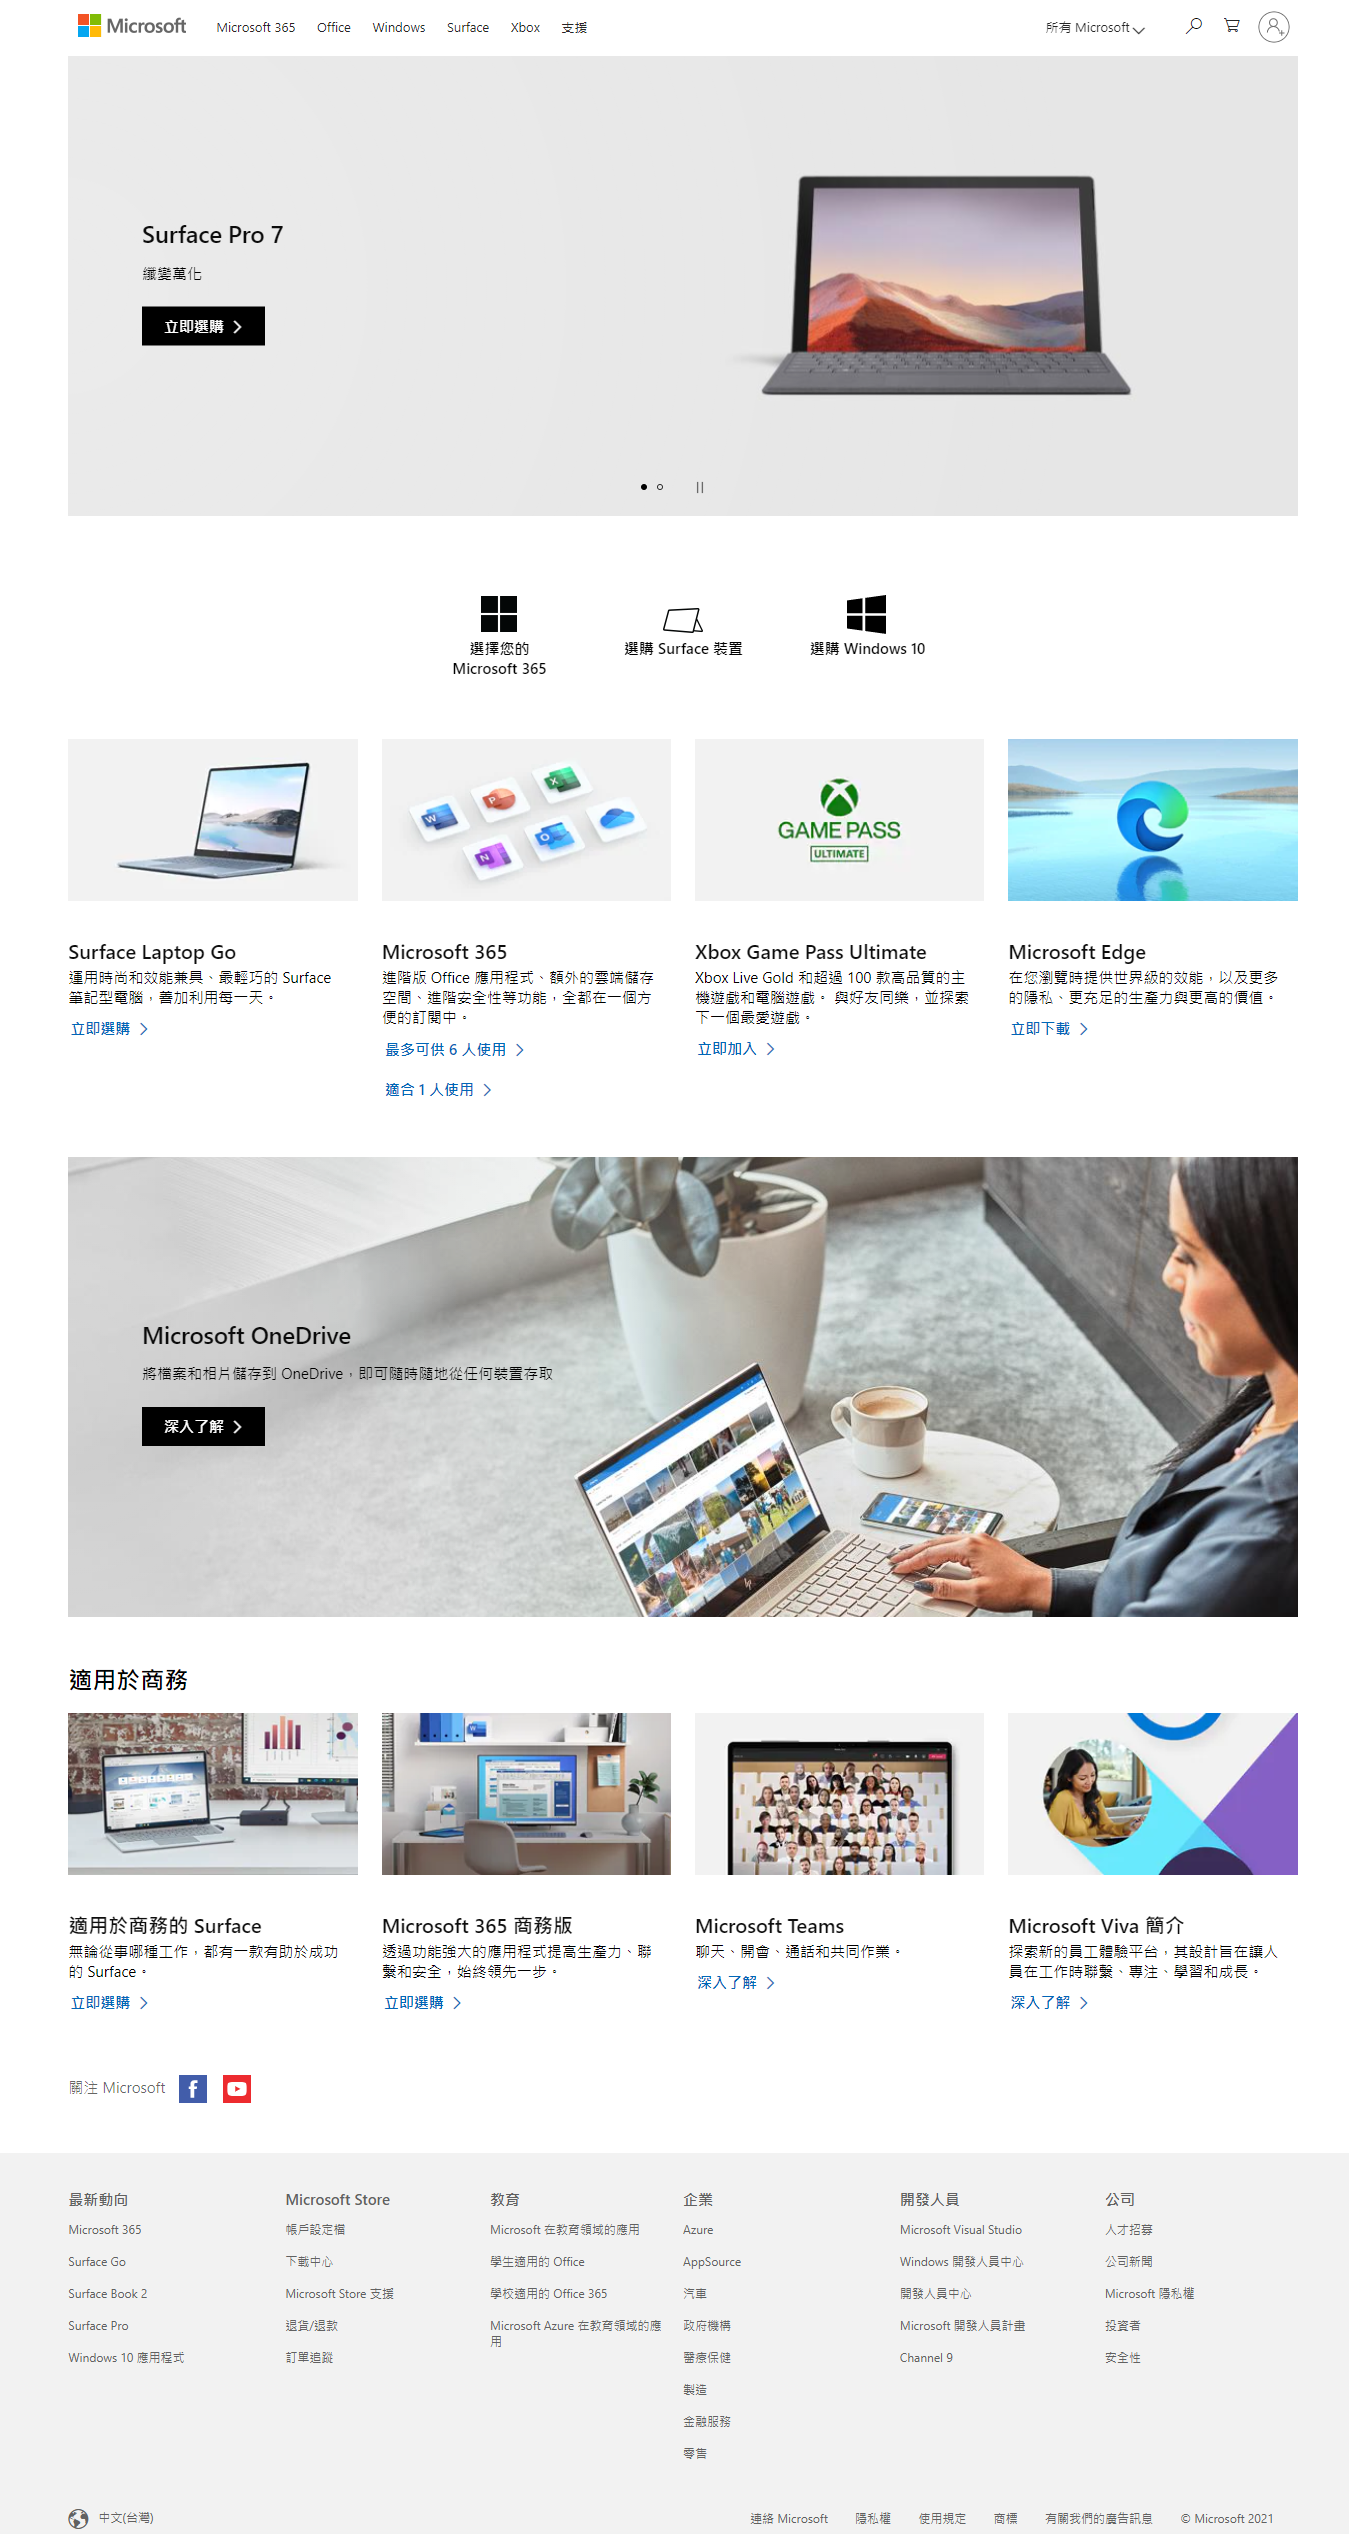 Microsoft
Microsoft 365
Office
Windows
Surface
Xbox
支援
所有 Microsoft
Surface Pro 7
纖變萬化
立即選購
選擇您的
Microsoft 365
選購 Surface 裝置
選購 Windows 10
GAME PASS
ULTIMATE
Surface Laptop Go
運用時尚和效能兼具、最輕巧的 Surface
筆記型電腦，善加利用每一天。
立即選購
Microsoft 365
進階版 Office 應用程式、額外的雲端儲存
空間、進階安全性等功能，全都在一個方
便的訂閱中。
最多可供 6 人使用
適合 1 人使用
Xbox Game Pass Ultimate
Xbox Live Gold 和超過 100 款高品質的主
機遊戲和電腦遊戲。 與好友同樂，並探索
下一個最愛遊戲。
立即加入
Microsoft Edge
在您瀏覽時提供世界級的效能，以及更多
的隱私、更充足的生產力與更高的價值。
立即下載
Microsoft OneDrive
將檔案和相片儲存到 OneDrive，即可隨時隨地從任何裝置存取
深入了解
適用於商務
適用於商務的 Surface
無論從事哪種工作，都有一款有助於成功
的 Surface。
立即選購
Microsoft 365 商務版
透過功能強大的應用程式提高生產力、聯
繫和安全，始終領先一步。
立即選購
Microsoft Teams
聊天、開會、通話和共同作業。
深入了解
Microsoft Viva 簡介
探索新的員工體驗平台，其設計旨在讓人
員在工作時聯繫、專注、學習和成長。
深入了解
關注 Microsoft
最新動向
Microsoft 365
Surface Go
Surface Book 2
Surface Pro
Windows 10 應用程式
Microsoft Store
帳戶設定檔
下載中心
Microsoft Store 支援
退貨/退款
訂單追蹤
教育
Microsoft 在教育領域的應用
學生適用的 Office
學校適用的 Office 365
Microsoft Azure 在教育領域的應
用
企業
Azure
AppSource
汽車
政府機構
醫療保健
製造
金融服務
零售
開發人員
Microsoft Visual Studio
Windows 開發人員中心
開發人員中心
Microsoft 開發人員計畫
Channel 9
公司
人才招募
公司新聞
Microsoft 隱私權
投資者
安全性
中文(台灣)
連絡 Microsoft
隱私權
使用規定
商標
有關我們的廣告訊息
© Microsoft 2021